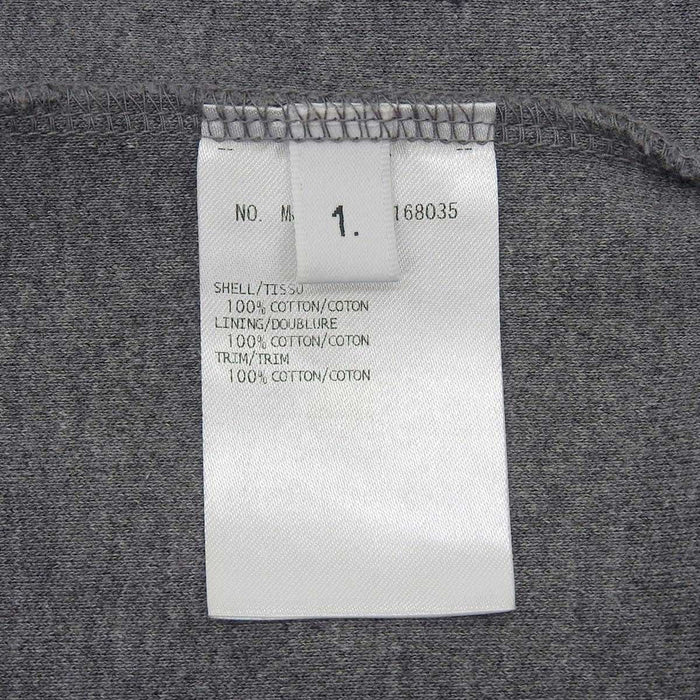 NO. 168035
1.
SHELL/TISSU
100% COTTON/COTON
LINING/DOUBLURE
100% COTTON/COTON
TRIM/TRIM
100% COTTON/COTON